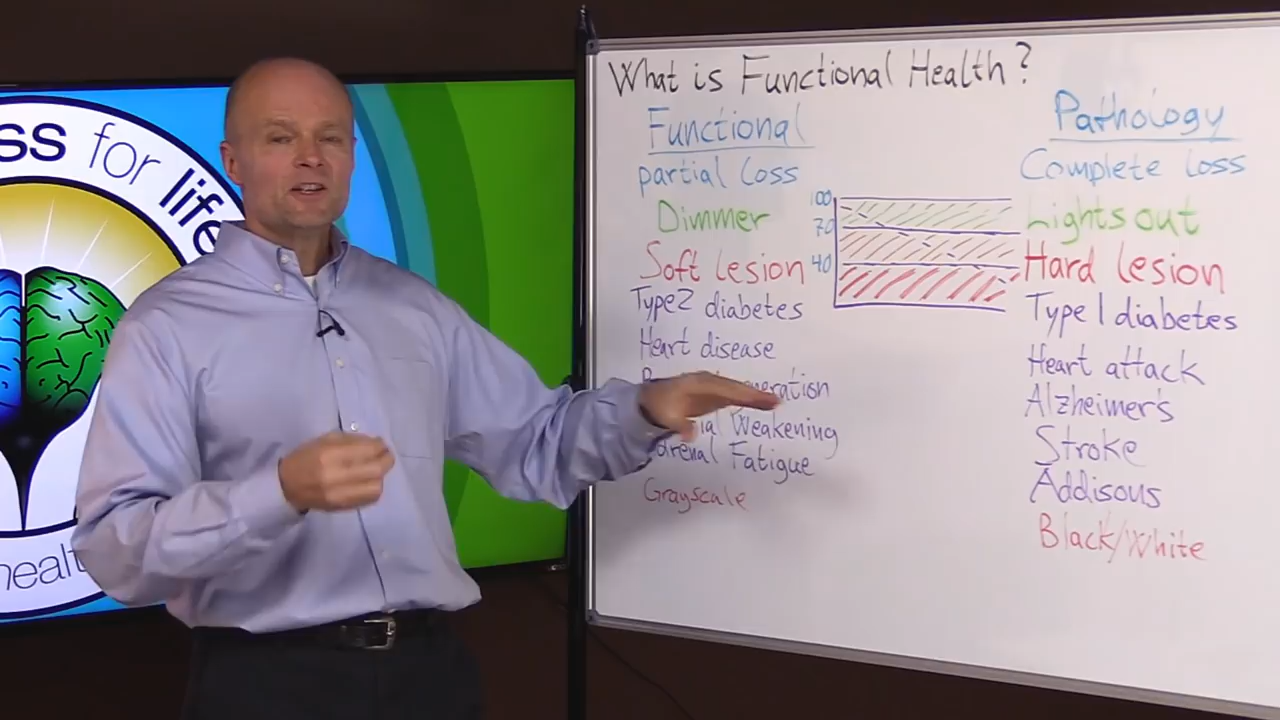 ss for life
health
What is Functional Health?
Functional
Pathology
partial Loss
Complete loss
Dimmer
100
70
40
Lights out
Soft lesion
Hard lesion
Type 2 diabetes
Type 1 diabetes
Heart disease
Heart attack
Alzheimer's
Weakening
Stroke
Fatigue
Addisous
Grayscale
Black/White